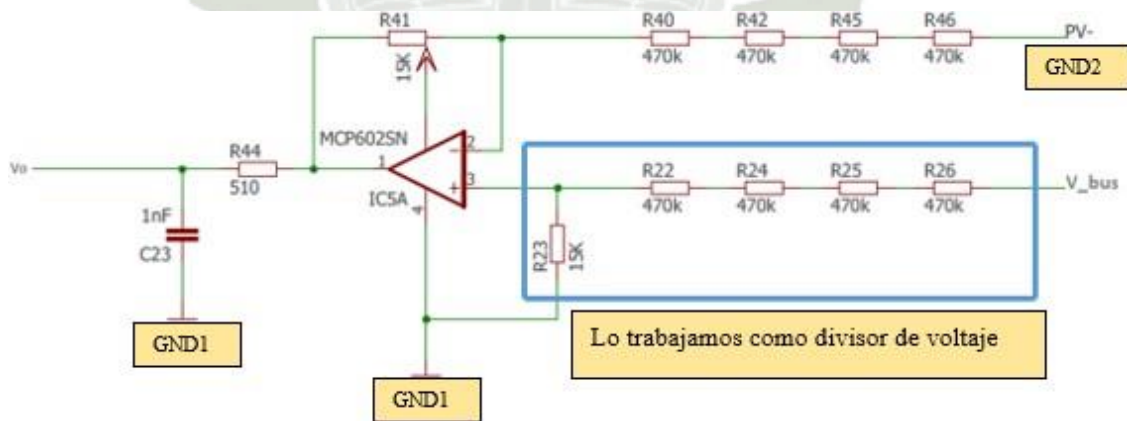 R41
15K
R40
470k
R42
470k
R45
470k
R46
470k
PV-
GND2
MCP602SN
2
1
3
IC5A
4
Vo
R44
510
1nF
C23
GND1
R22
470k
R24
470k
R25
470k
R26
470k
V_bus
R23
15K
Lo trabajamos como divisor de voltaje
GND1